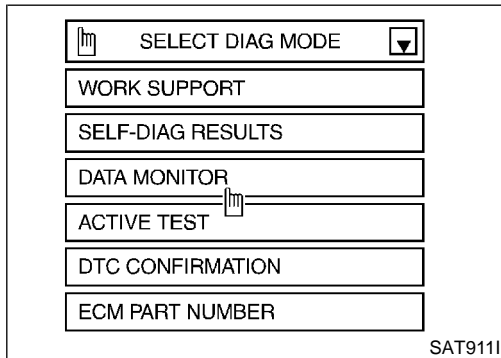 SELECT DIAG MODE
WORK SUPPORT
SELF-DIAG RESULTS
DATA MONITOR
ACTIVE TEST
DTC CONFIRMATION
ECM PART NUMBER
SAT911I